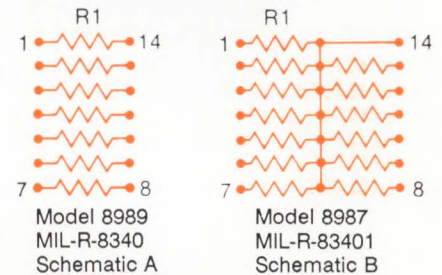 R1
1 14
7 8
Model 8989
MIL-R-8340
Schematic A
R1
1 14
7 8
Model 8987
MIL-R-83401
Schematic B